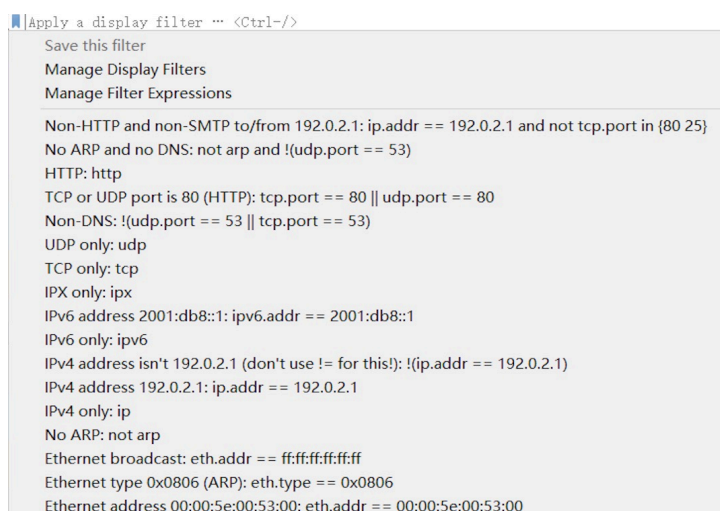 Apply a display filter … <Ctrl-/>
Save this filter
Manage Display Filters
Manage Filter Expressions
Non-HTTP and non-SMTP to/from 192.0.2.1: ip.addr == 192.0.2.1 and not tcp.port in {80 25}
No ARP and no DNS: not arp and !(udp.port == 53)
HTTP: http
TCP or UDP port is 80 (HTTP): tcp.port == 80 || udp.port == 80
Non-DNS: !(udp.port == 53 || tcp.port == 53)
UDP only: udp
TCP only: tcp
IPX only: ipx
IPv6 address 2001:db8::1: ipv6.addr == 2001:db8::1
IPv6 only: ipv6
IPv4 address isn't 192.0.2.1 (don't use != for this!): !(ip.addr == 192.0.2.1)
IPv4 address 192.0.2.1: ip.addr == 192.0.2.1
IPv4 only: ip
No ARP: not arp
Ethernet broadcast: eth.addr == ff:ff:ff:ff:ff:ff
Ethernet type 0x0806 (ARP): eth.type == 0x0806
Ethernet address 00:00:5e:00:53:00: eth.addr == 00:00:5e:00:53:00